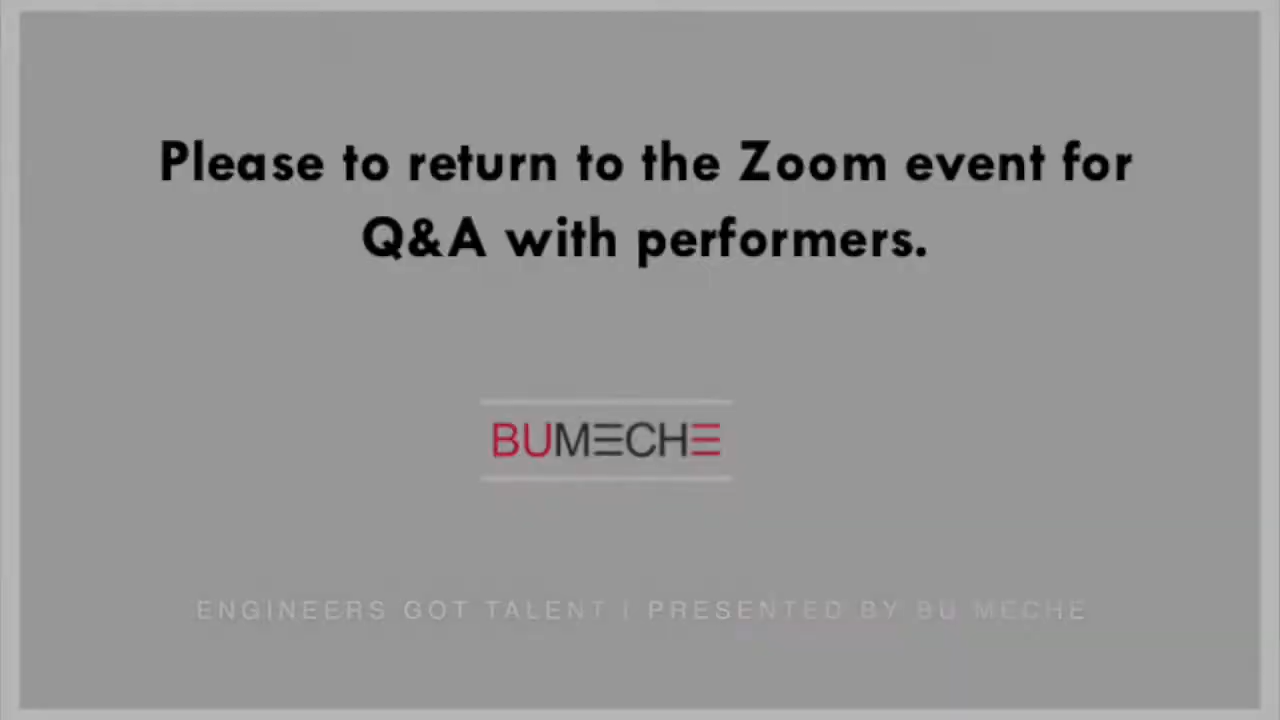 Please to return to the Zoom event for
Q&A with performers.
BUMECHE
ENGINEERS GOT TALENT | PRESENTED BY BU MECHE